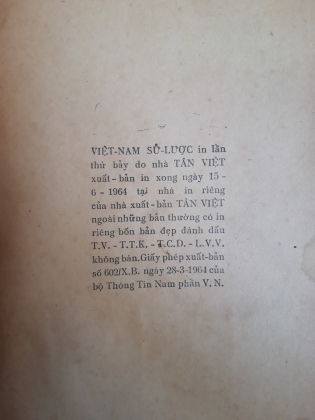 VIỆT-NAM SỬ-LƯỢC in lần
thứ bảy do nhà TÂN VIỆT
xuất-bản in xong ngày 15-
6-1964 tại nhà in riêng
của nhà xuất-bản TÂN VIỆT
ngoài những bản thường có in
riêng bốn bản đẹp đánh dấu
T.V. - T.T.K. - T.C.D. - L.V.V.
không bán. Giấy phép xuất-bản
số 602/X.B. ngày 28-3-1964 của
bộ Thông Tin Nam phần V.N.